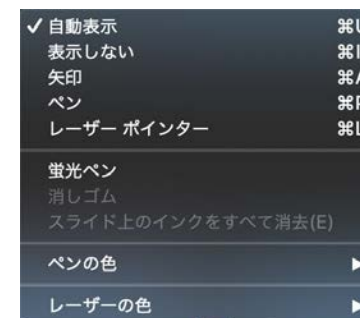 ✓ 自動表示 ⌘U
表示しない ⌘I
矢印 ⌘A
ペン ⌘P
レーザー ポインター ⌘L
蛍光ペン
消しゴム
スライド上のインクをすべて消去(E)
ペンの色 ▶
レーザーの色 ▶